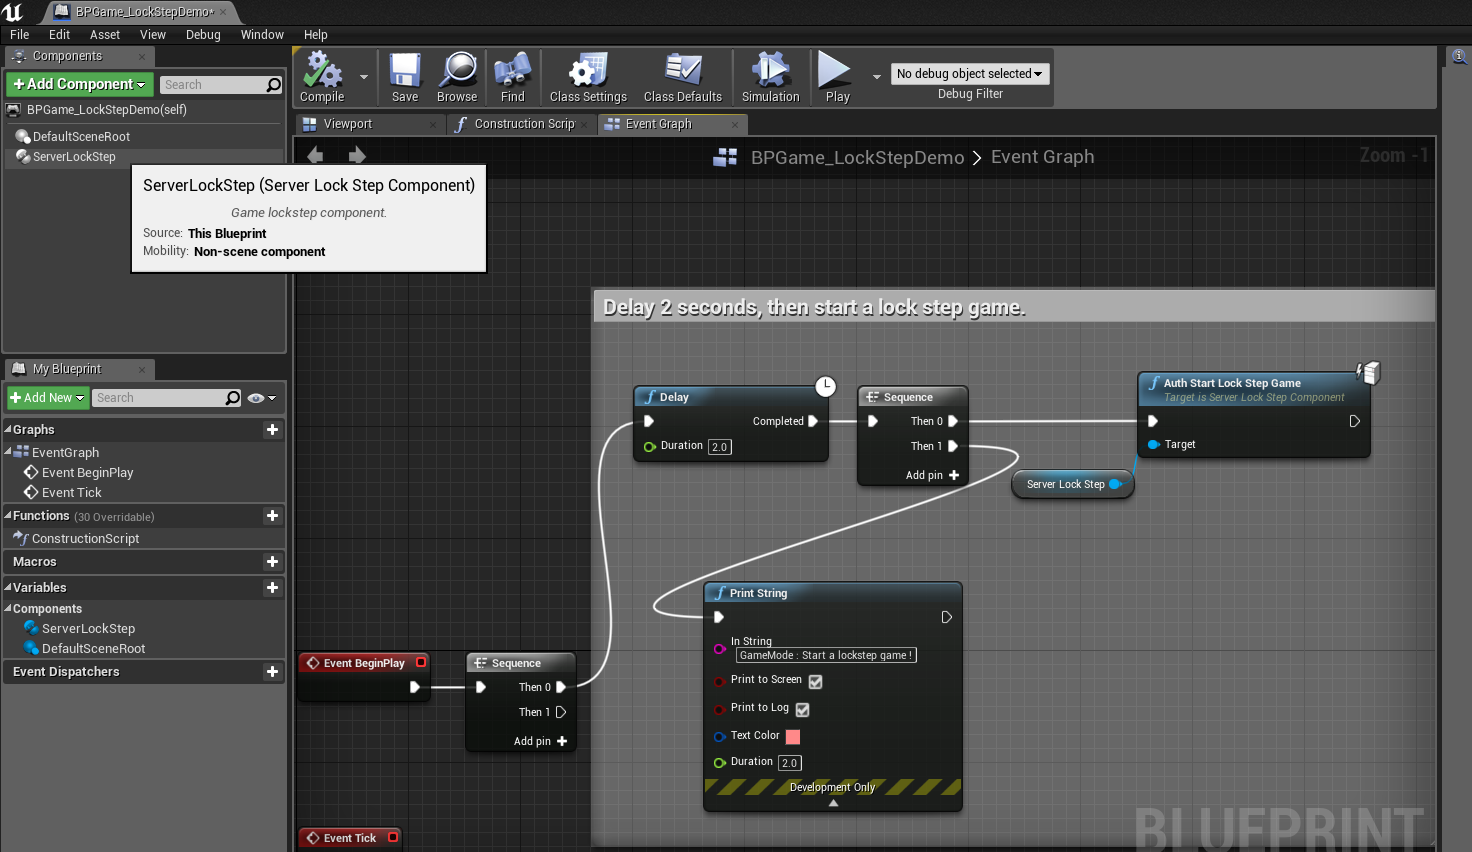 BPGame_LockStepDemo*
File Edit Asset View Debug Window Help
Components
+ Add Component
Search
BPGame_LockStepDemo(self)
DefaultSceneRoot
ServerLockStep
ServerLockStep (Server Lock Step Component)
Game lockstep component.
Source: This Blueprint
Mobility: Non-scene component
My Blueprint
+ Add New
Search
Graphs
EventGraph
Event BeginPlay
Event Tick
Functions (30 Overridable)
ConstructionScript
Macros
Variables
Components
ServerLockStep
DefaultSceneRoot
Event Dispatchers
Compile
Save
Browse
Find
Class Settings
Class Defaults
Simulation
Play
No debug object selected
Debug Filter
Viewport
Construction Scrip
Event Graph
BPGame_LockStepDemo > Event Graph
Zoom -1
Delay 2 seconds, then start a lock step game.
Delay
Completed
Duration 2.0
Sequence
Then 0
Then 1
Add pin +
Auth Start Lock Step Game
Target is Server Lock Step Component
Target
Server Lock Step
Print String
In String
GameMode : Start a lockstep game !
Print to Screen
Print to Log
Text Color
Duration 2.0
Development Only
Event BeginPlay
Sequence
Then 0
Then 1
Add pin +
Event Tick
BLUEPRINT